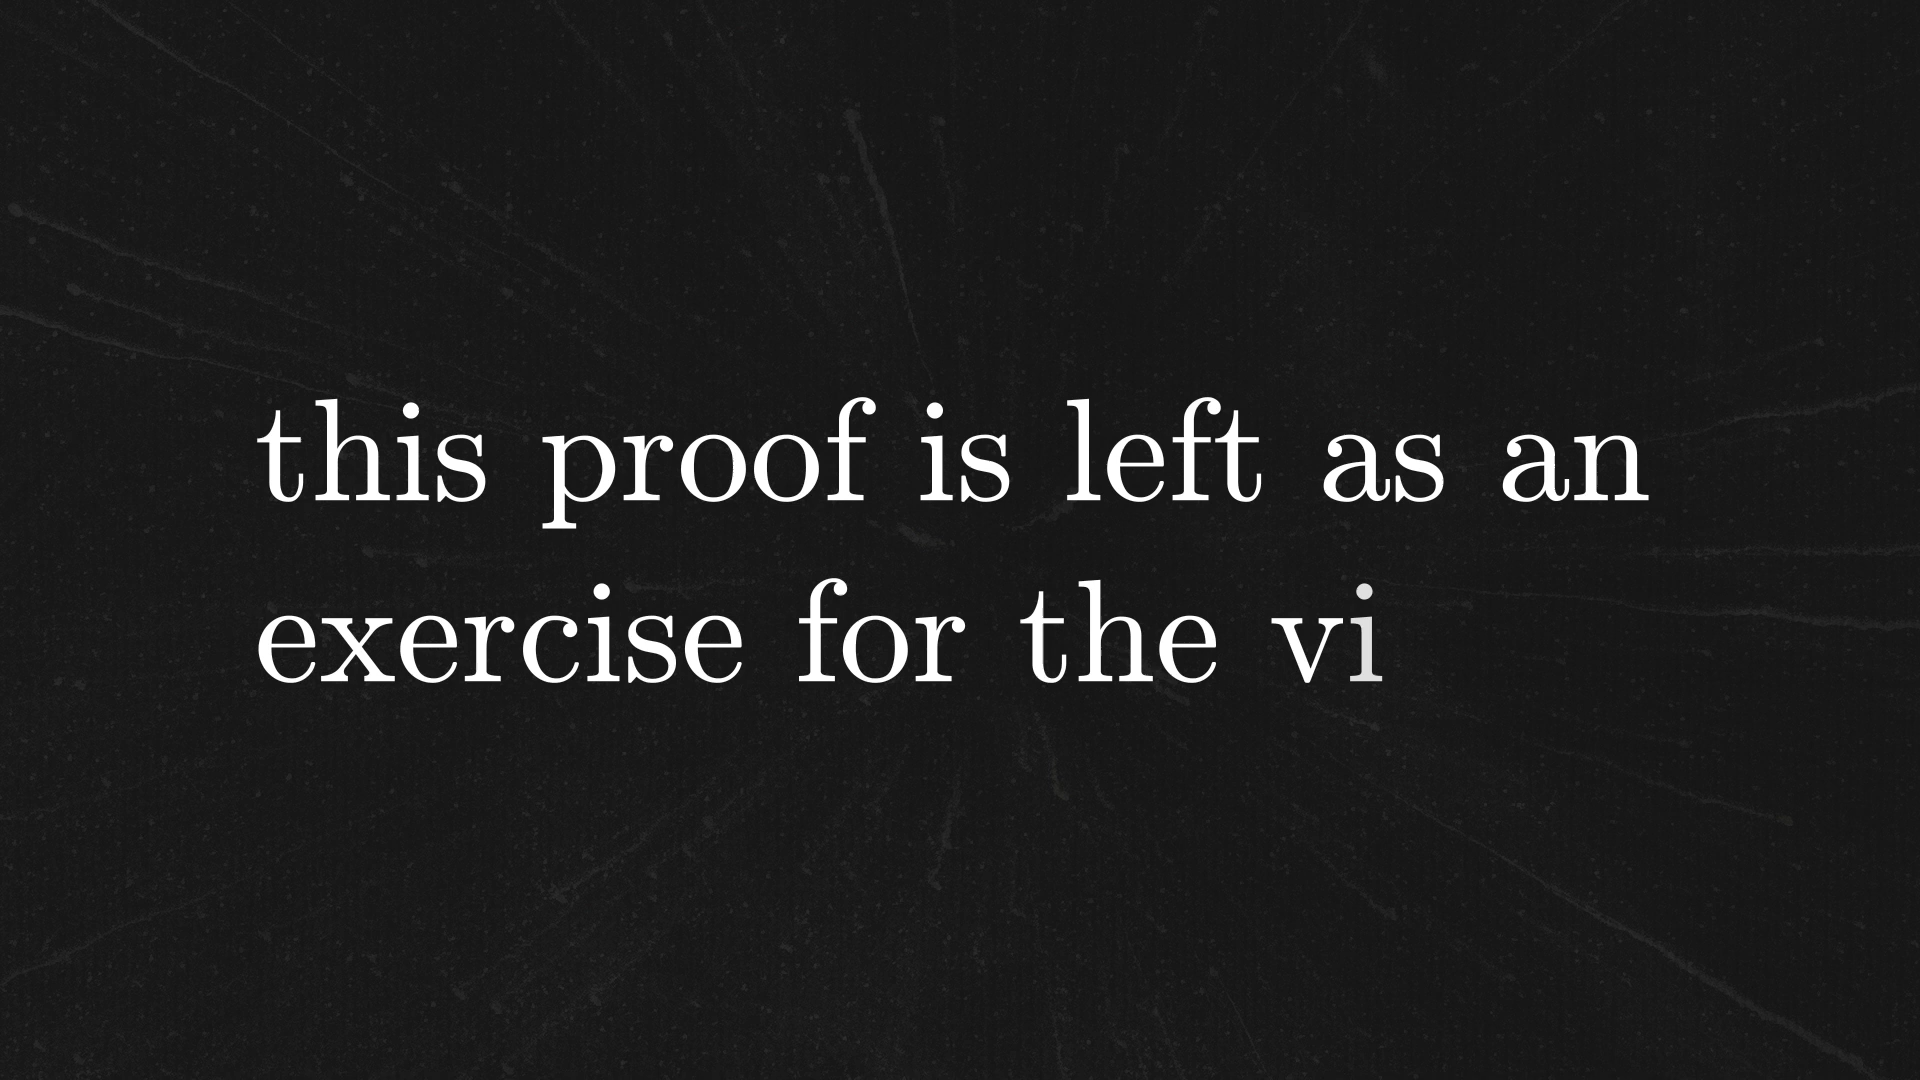 this proof is left as an
exercise for the vi